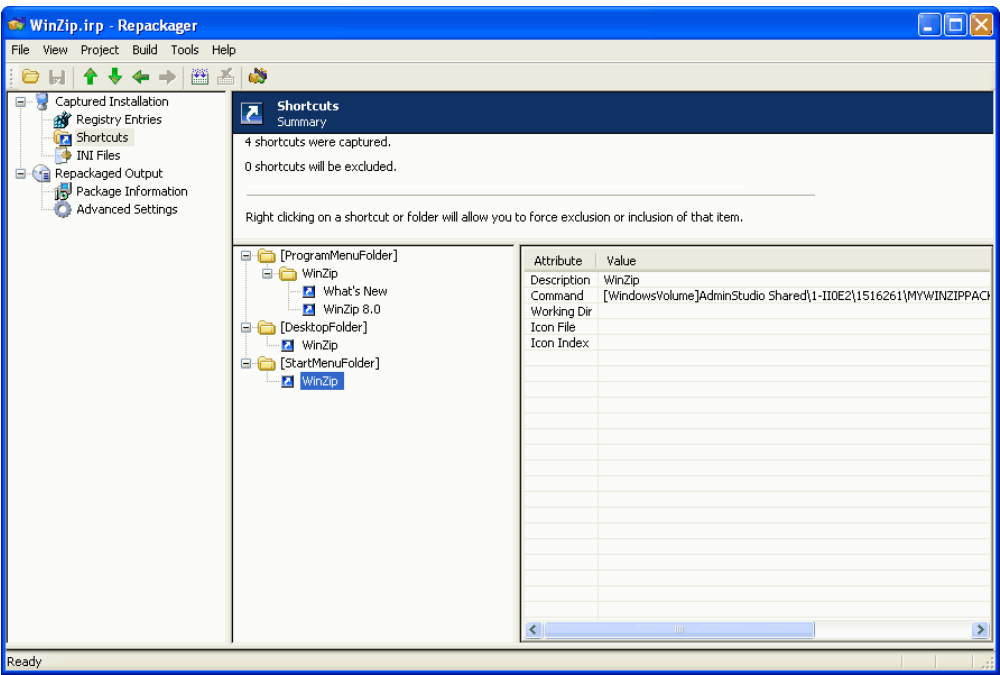 WinZip.irp - Repackager
File View Project Build Tools Help
Captured Installation
Registry Entries
Shortcuts
INI Files
Repackaged Output
Package Information
Advanced Settings
Shortcuts
Summary
4 shortcuts were captured.
0 shortcuts will be excluded.
Right clicking on a shortcut or folder will allow you to force exclusion or inclusion of that item.
[ProgramMenuFolder]
WinZip
What's New
WinZip 8.0
[DesktopFolder]
WinZip
[StartMenuFolder]
WinZip
Attribute Value
Description WinZip
Command [WindowsVolume]AdminStudio Shared\1-II0E2\1516261\MYWINZIPPACK
Working Dir
Icon File
Icon Index
Ready